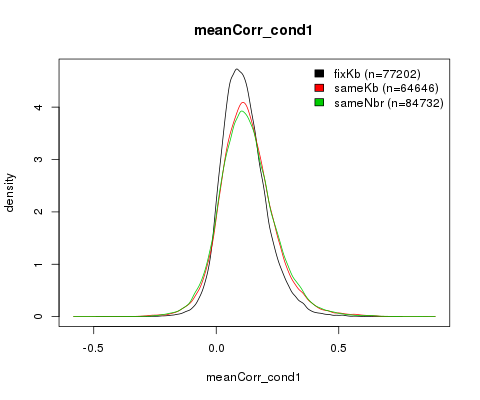 meanCorr_cond1
fixKb (n=77202)
sameKb (n=64646)
sameNbr (n=84732)
density
4
3
2
1
0
-0.5 0.0 0.5
meanCorr_cond1